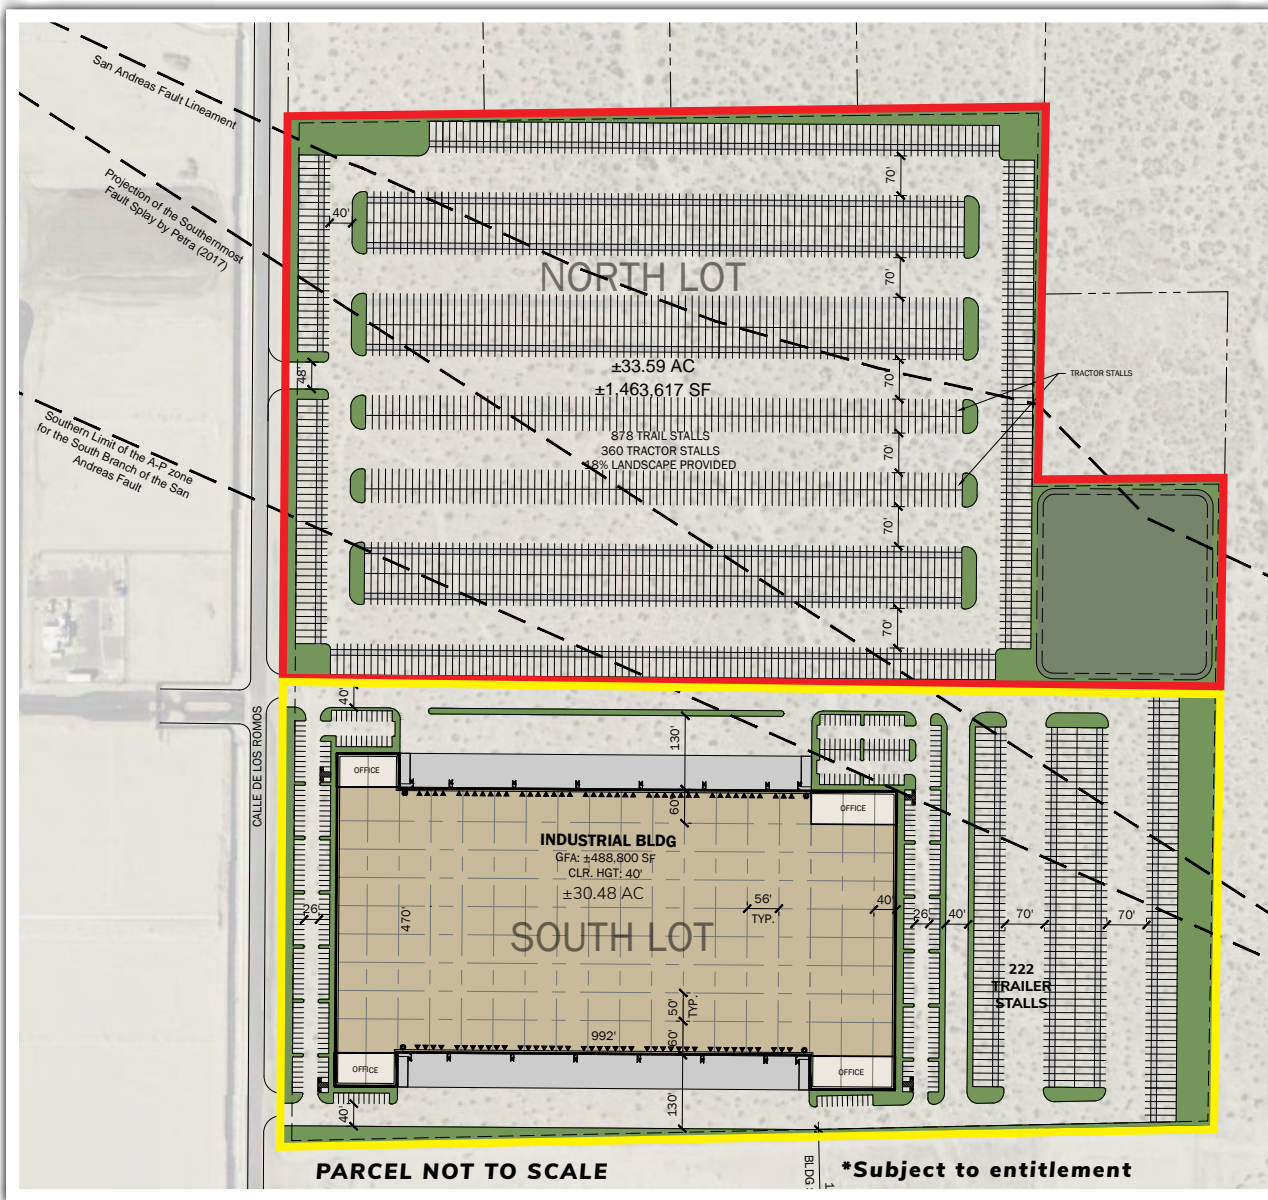 San Andreas Fault Lineament
Projection of the Southernmost
Fault Splay by Petra (2017)
Southern Limit of the A-P zone
for the South Branch of the San
Andreas Fault
40'
70'
NORTH LOT
70'
±33.59 AC
±1,463,617 SF
48'
70'
TRACTOR STALLS
878 TRAIL STALLS
360 TRACTOR STALLS
18% LANDSCAPE PROVIDED
70'
70'
70'
CALLE DE LOS ROMOS
40'
130'
OFFICE
60'
OFFICE
INDUSTRIAL BLDG
GFA: ±488,800 SF
CLR. HGT: 40'
±30.48 AC
56'
TYP.
40'
26'
470'
26'
40'
70'
70'
SOUTH LOT
222
TRAILER
STALLS
50'
TYP.
992'
60'
OFFICE
OFFICE
40'
130'
PARCEL NOT TO SCALE
*Subject to entitlement
BLDG